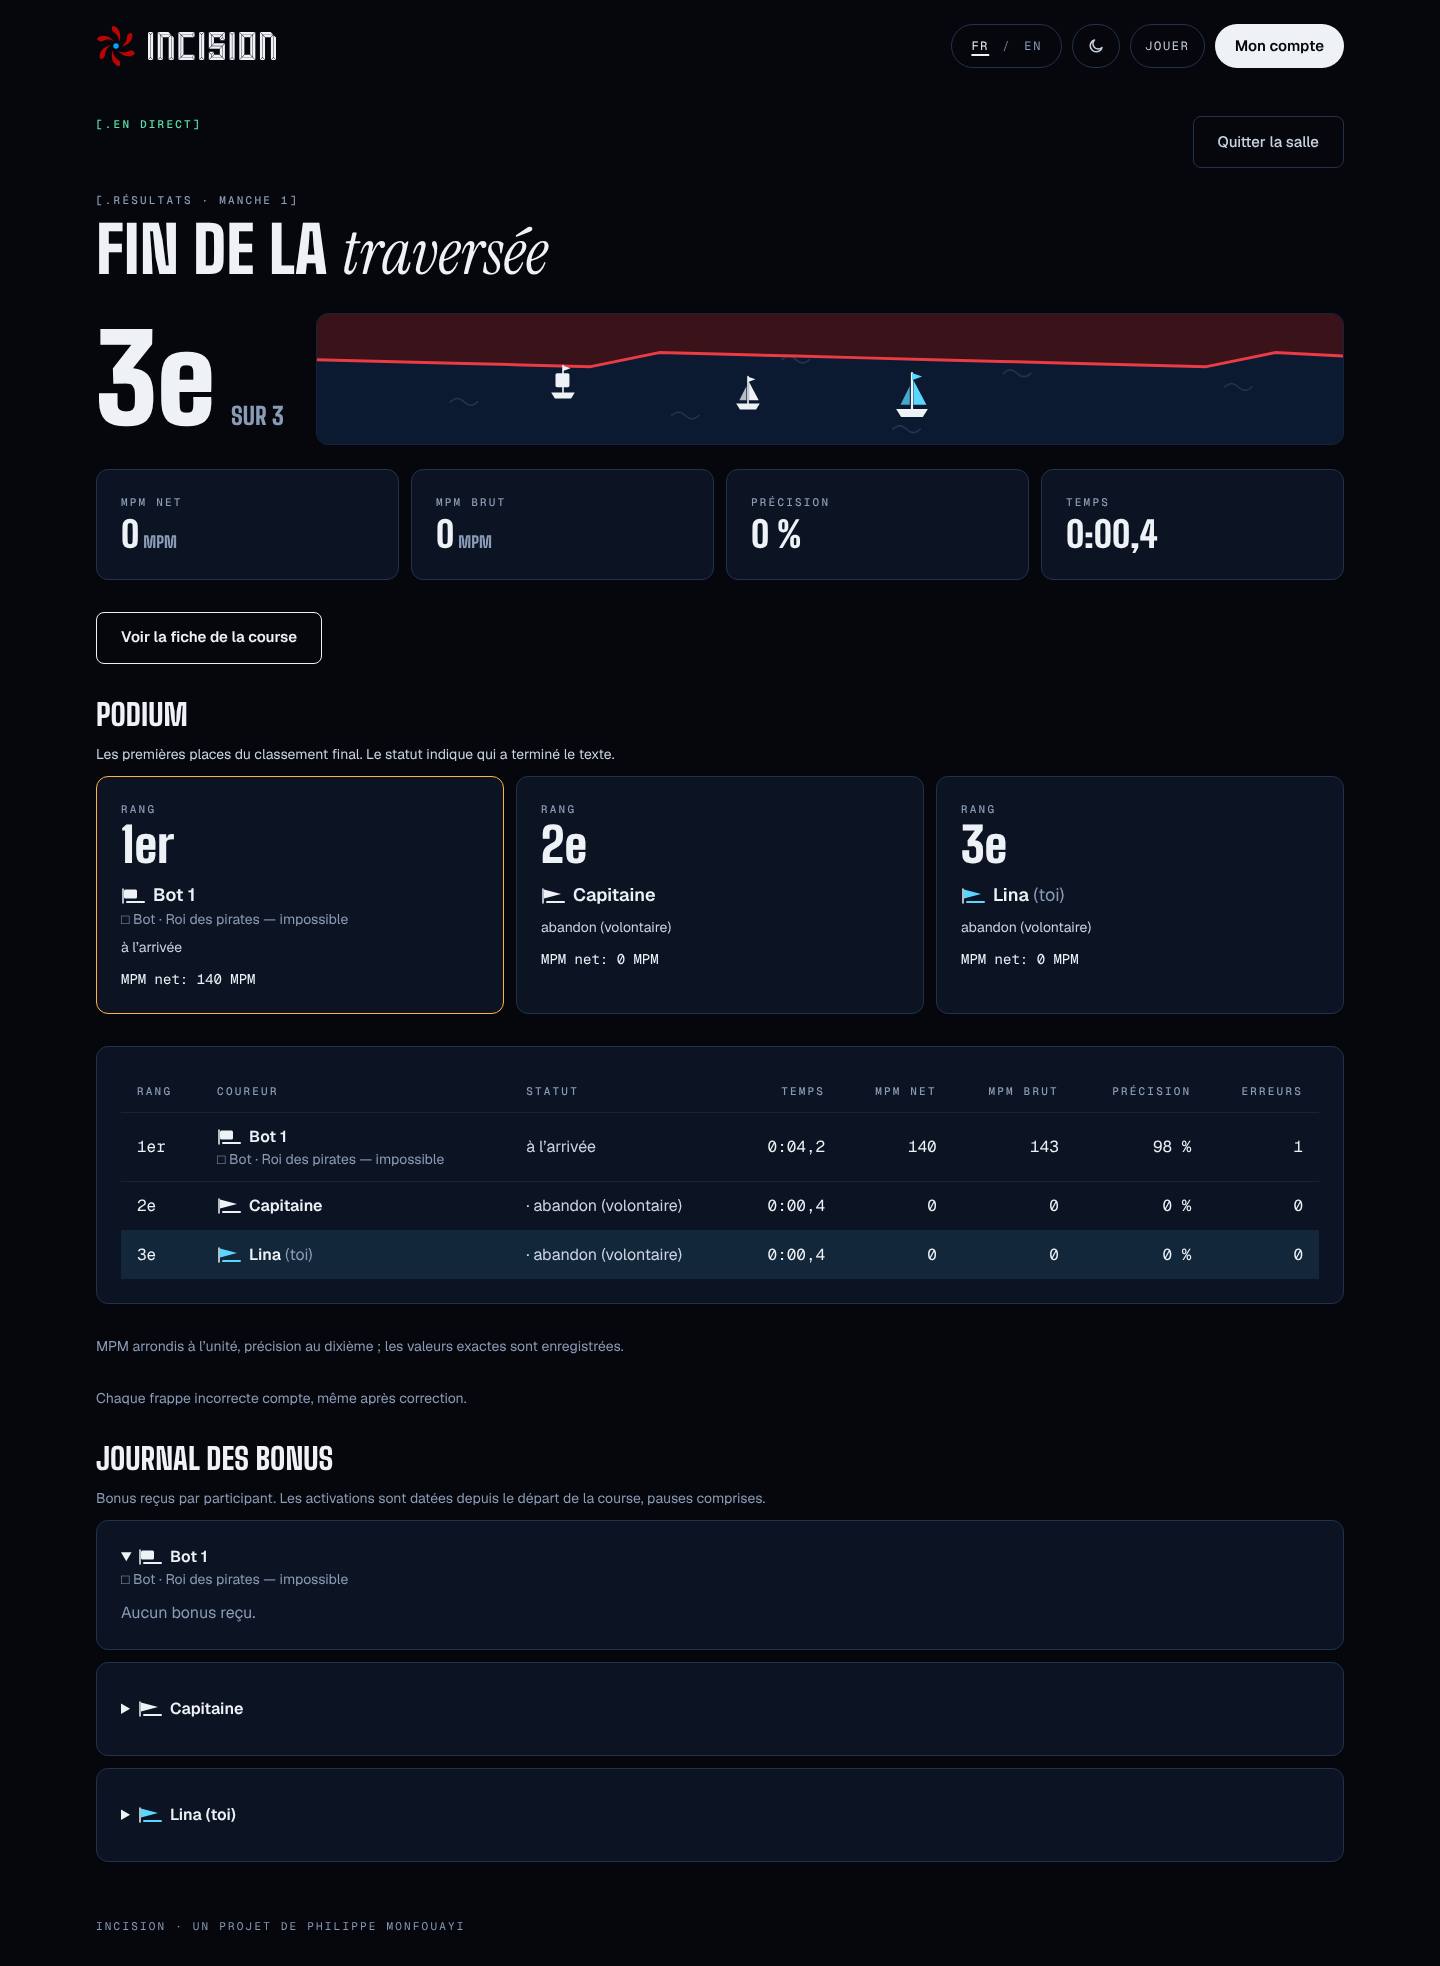 INCISION
FR / EN
JOUER
Mon compte
[.EN DIRECT]
Quitter la salle
[.RÉSULTATS · MANCHE 1]
FIN DE LA traversée
3e SUR 3
MPM NET
0 MPM
MPM BRUT
0 MPM
PRÉCISION
0 %
TEMPS
0:00,4
Voir la fiche de la course
PODIUM
Les premières places du classement final. Le statut indique qui a terminé le texte.
RANG
1er
Bot 1
□ Bot · Roi des pirates — impossible
à l’arrivée
MPM net: 140 MPM
RANG
2e
Capitaine
abandon (volontaire)
MPM net: 0 MPM
RANG
3e
Lina (toi)
abandon (volontaire)
MPM net: 0 MPM
RANG COUREUR STATUT TEMPS MPM NET MPM BRUT PRÉCISION ERREURS
1er Bot 1 à l’arrivée 0:04,2 140 143 98 % 1
□ Bot · Roi des pirates — impossible
2e Capitaine · abandon (volontaire) 0:00,4 0 0 0 % 0
3e Lina (toi) · abandon (volontaire) 0:00,4 0 0 0 % 0
MPM arrondis à l’unité, précision au dixième ; les valeurs exactes sont enregistrées.
Chaque frappe incorrecte compte, même après correction.
JOURNAL DES BONUS
Bonus reçus par participant. Les activations sont datées depuis le départ de la course, pauses comprises.
Bot 1
□ Bot · Roi des pirates — impossible
Aucun bonus reçu.
Capitaine
Lina (toi)
INCISION · UN PROJET DE PHILIPPE MONFOUAYI